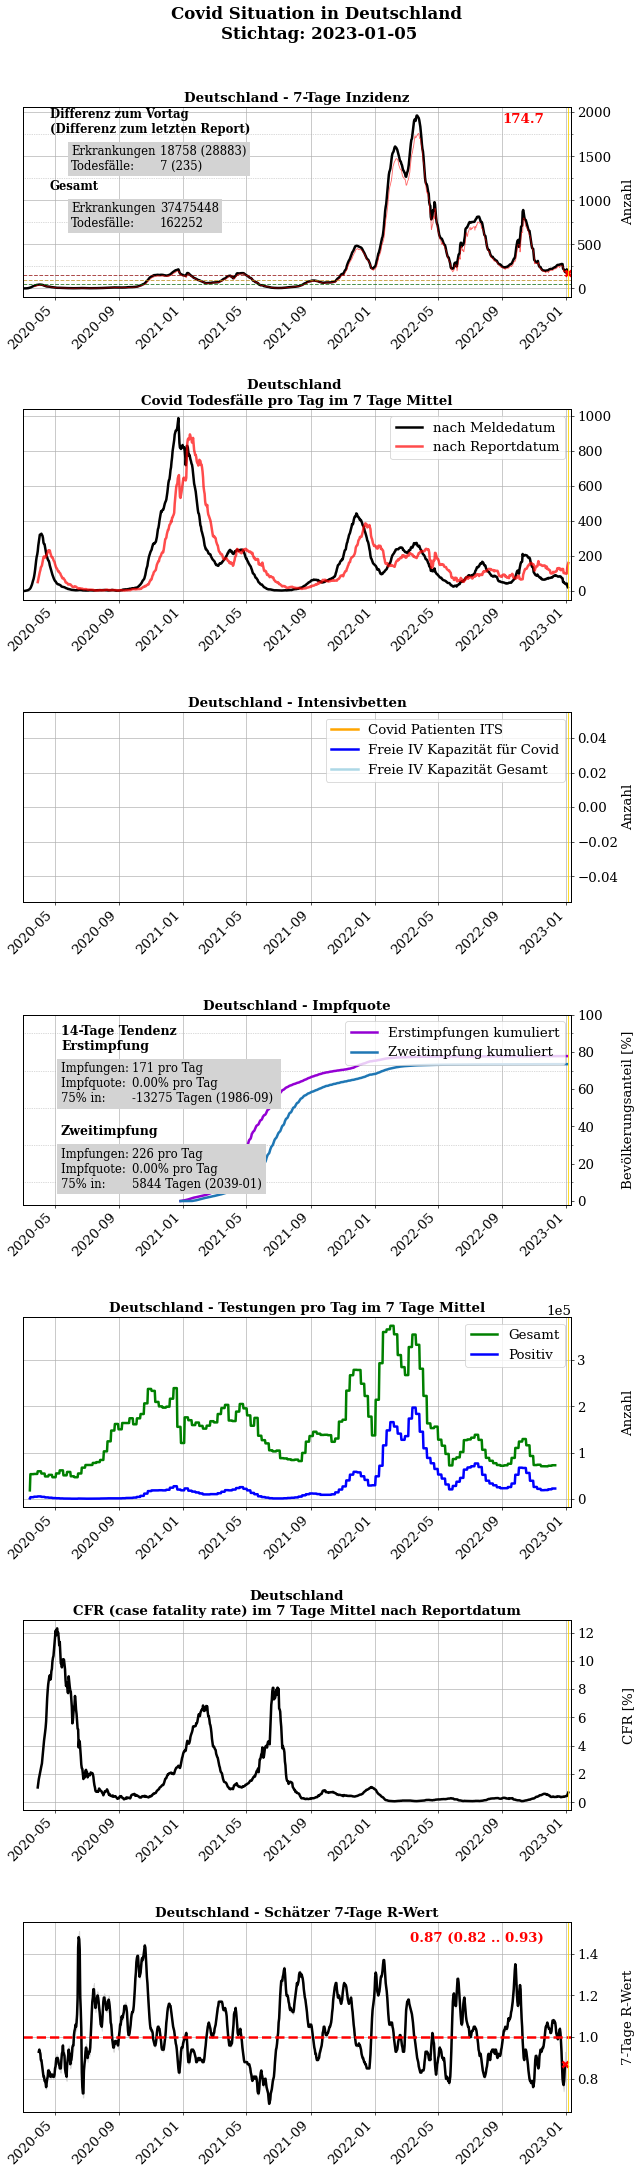 Covid Situation in Deutschland
Stichtag: 2023-01-05
Deutschland - 7-Tage Inzidenz
Differenz zum Vortag
(Differenz zum letzten Report)
Erkrankungen 18758 (28883)
Todesfälle: 7 (235)
Gesamt
Erkrankungen 37475448
Todesfälle: 162252
174.7
2000
1500
1000
500
0
Anzahl
2020-05 2020-09 2021-01 2021-05 2021-09 2022-01 2022-05 2022-09 2023-01
Deutschland
Covid Todesfälle pro Tag im 7 Tage Mittel
nach Meldedatum
nach Reportdatum
1000
800
600
400
200
0
2020-05 2020-09 2021-01 2021-05 2021-09 2022-01 2022-05 2022-09 2023-01
Deutschland - Intensivbetten
Covid Patienten ITS
Freie IV Kapazität für Covid
Freie IV Kapazität Gesamt
0.04
0.02
0.00
−0.02
−0.04
Anzahl
2020-05 2020-09 2021-01 2021-05 2021-09 2022-01 2022-05 2022-09 2023-01
Deutschland - Impfquote
14-Tage Tendenz
Erstimpfung
Impfungen: 171 pro Tag
Impfquote: 0.00% pro Tag
75% in: -13275 Tagen (1986-09)
Zweitimpfung
Impfungen: 226 pro Tag
Impfquote: 0.00% pro Tag
75% in: 5844 Tagen (2039-01)
Erstimpfungen kumuliert
Zweitimpfung kumuliert
100
80
60
40
20
0
Bevölkerungsanteil [%]
2020-05 2020-09 2021-01 2021-05 2021-09 2022-01 2022-05 2022-09 2023-01
Deutschland - Testungen pro Tag im 7 Tage Mittel
1e5
Gesamt
Positiv
3
2
1
0
Anzahl
2020-05 2020-09 2021-01 2021-05 2021-09 2022-01 2022-05 2022-09 2023-01
Deutschland
CFR (case fatality rate) im 7 Tage Mittel nach Reportdatum
12
10
8
6
4
2
0
CFR [%]
2020-05 2020-09 2021-01 2021-05 2021-09 2022-01 2022-05 2022-09 2023-01
Deutschland - Schätzer 7-Tage R-Wert
0.87 (0.82 .. 0.93)
1.4
1.2
1.0
0.8
7-Tage R-Wert
2020-05 2020-09 2021-01 2021-05 2021-09 2022-01 2022-05 2022-09 2023-01